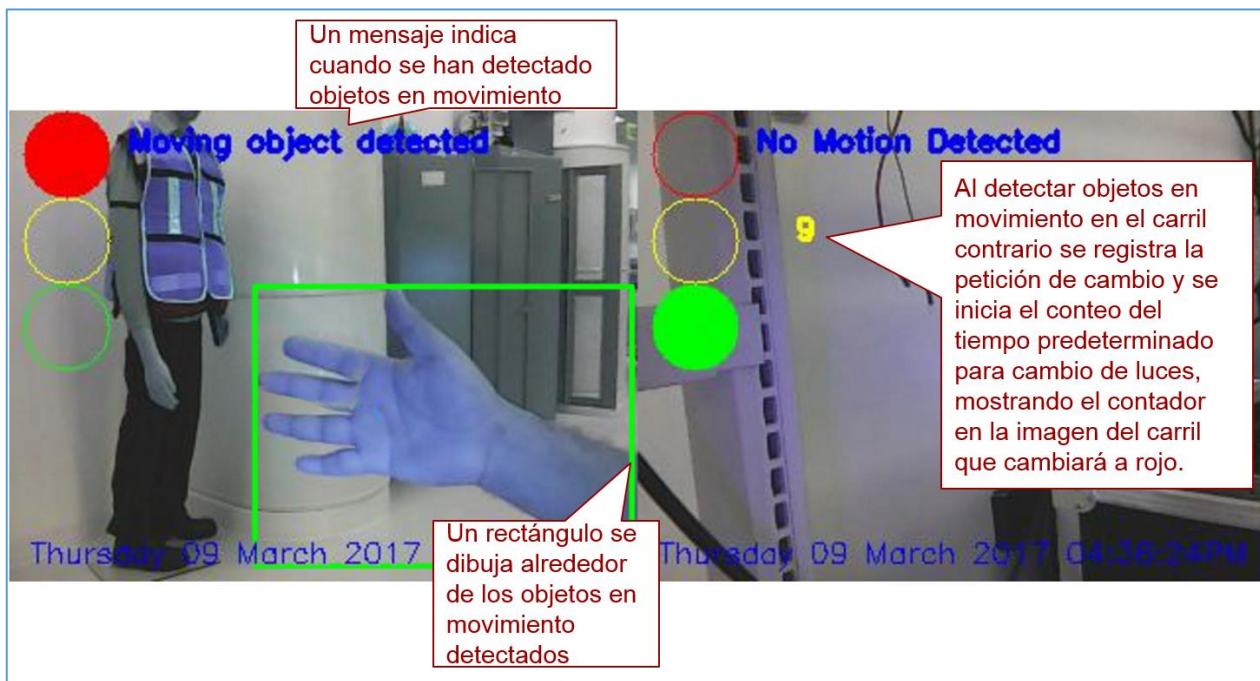 Un mensaje indica
cuando se han detectado
objetos en movimiento
Moving object detected
No Motion Detected
9
Al detectar objetos en
movimiento en el carril
contrario se registra la
petición de cambio y se
inicia el conteo del
tiempo predeterminado
para cambio de luces,
mostrando el contador
en la imagen del carril
que cambiará a rojo.
Un rectángulo se
dibuja alrededor
de los objetos en
movimiento
detectados
Thursday 09 March 2017
Thursday 09 March 2017 04:36:24PM